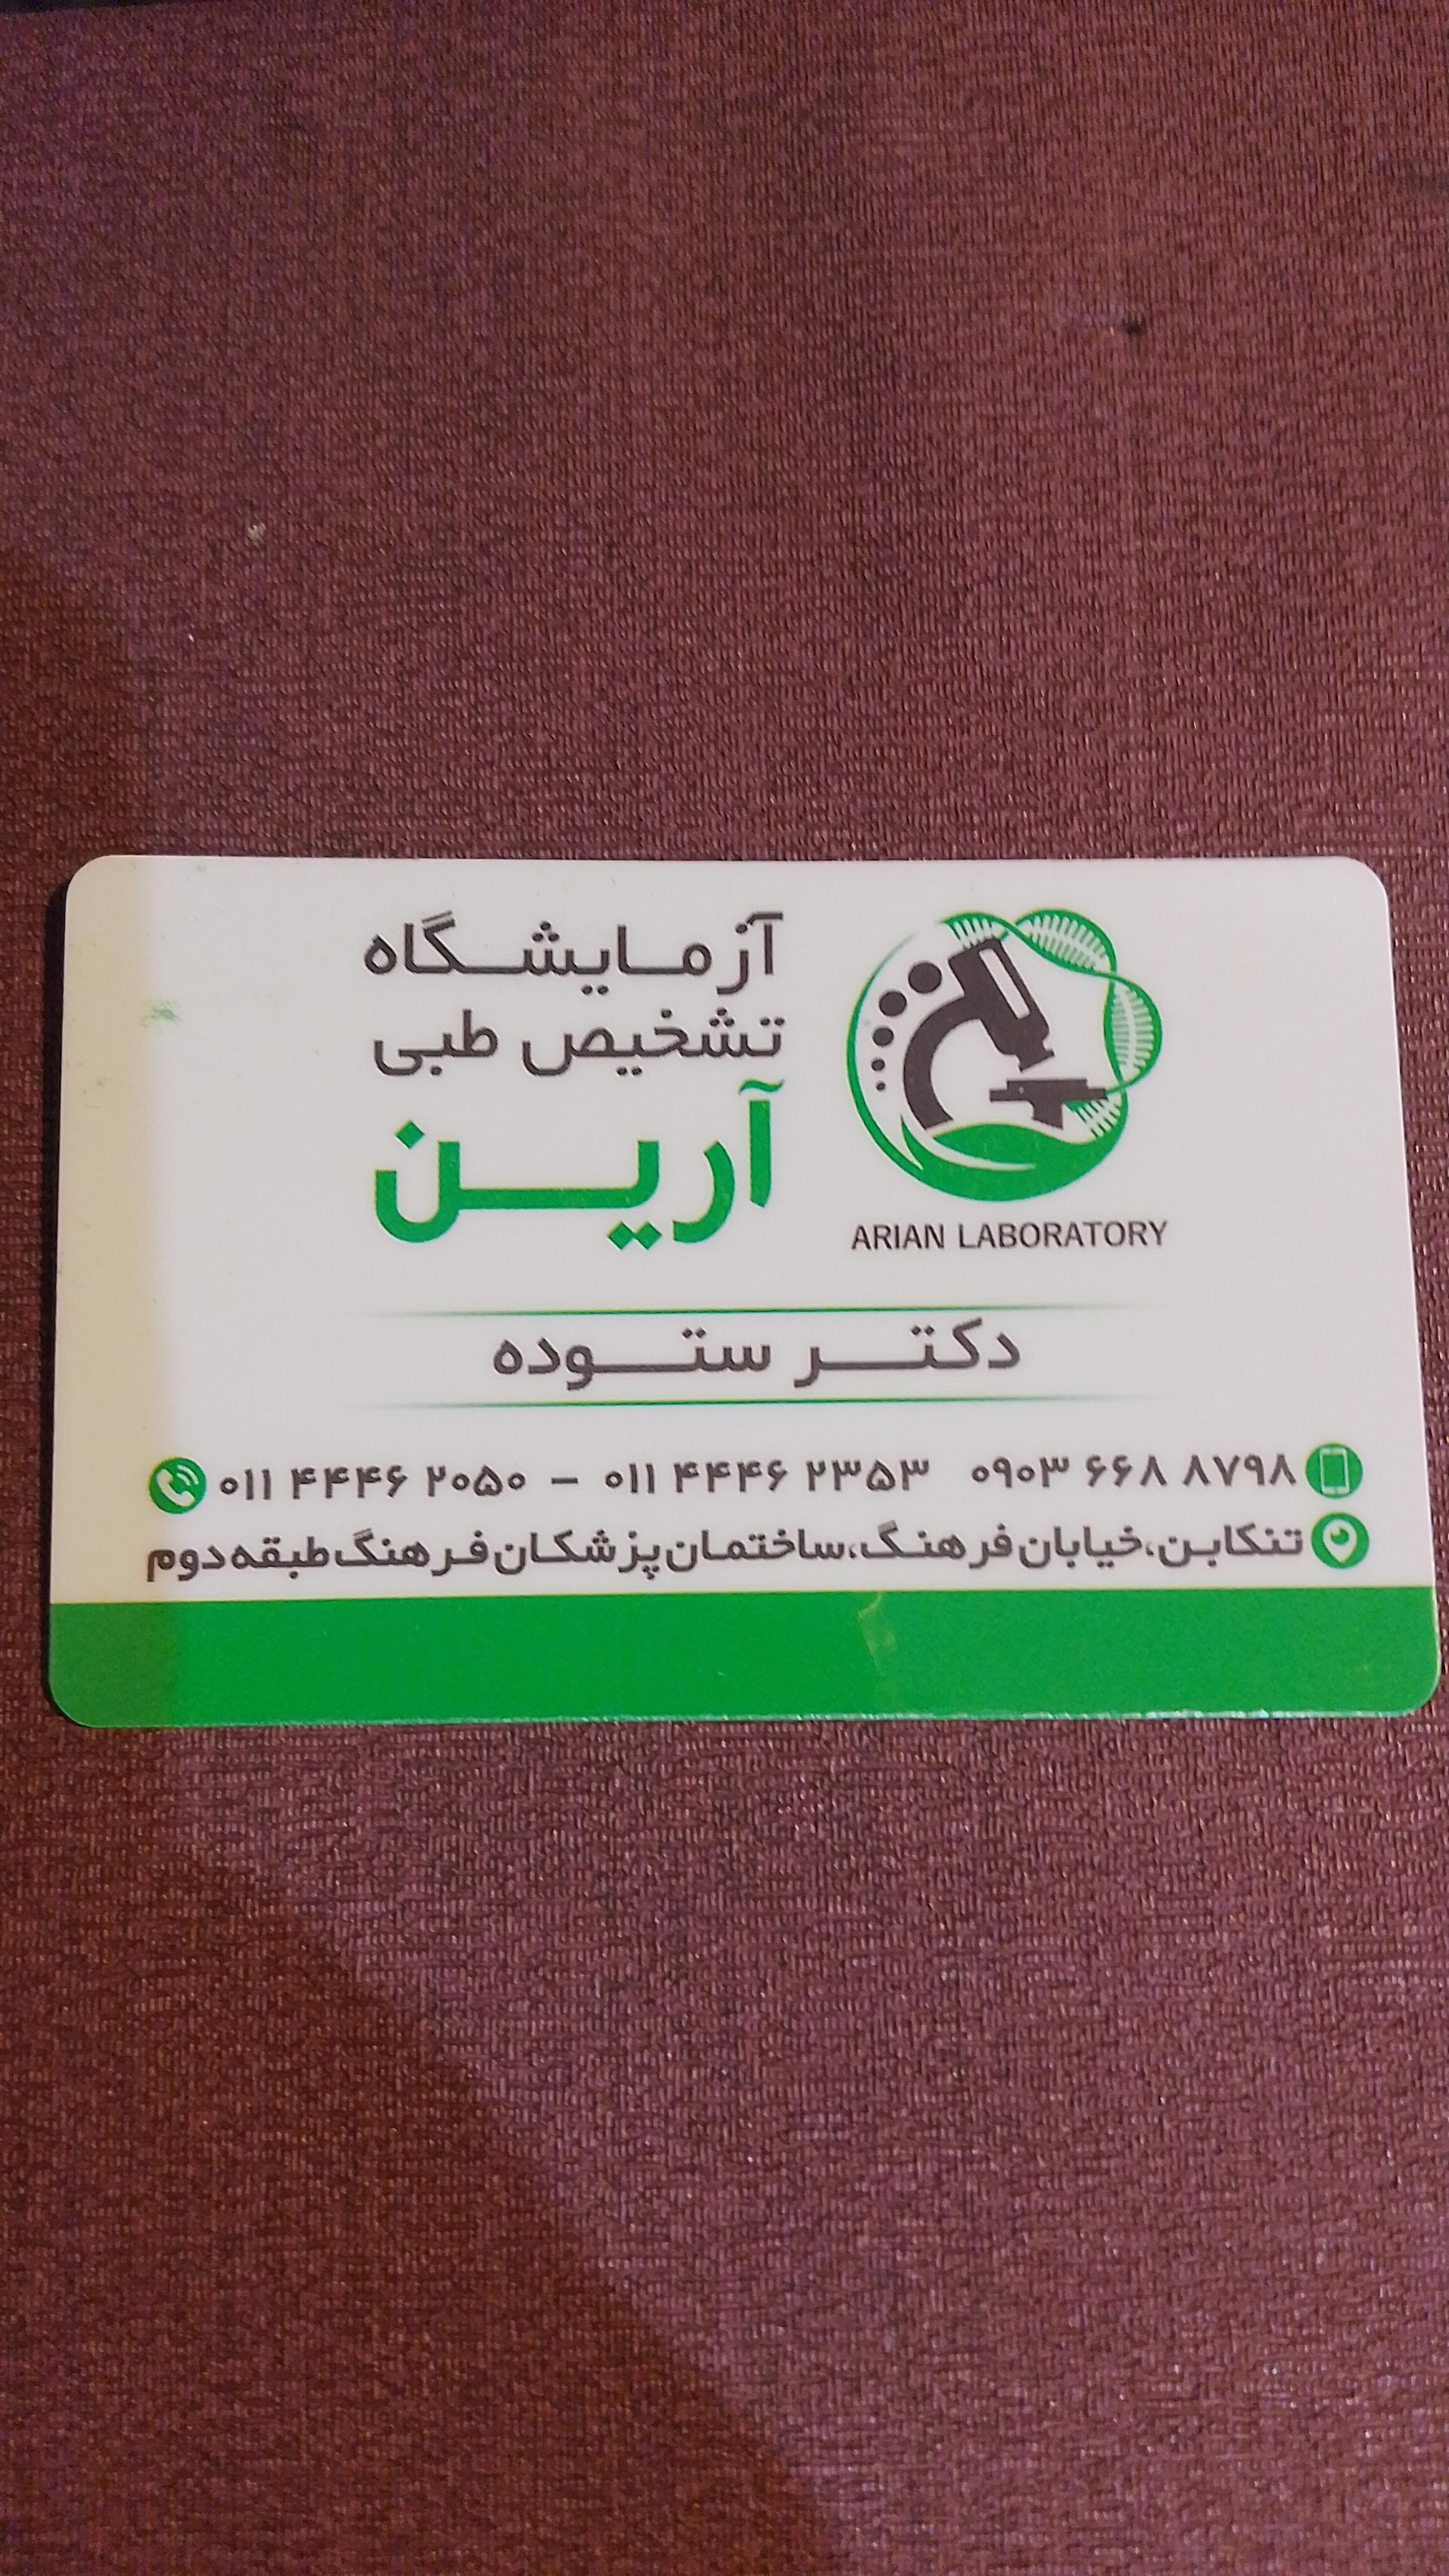 آزمایشگاه
تشخیص طبی
آرین
ARIAN LABORATORY
دکتر ستوده
۰۱۱ ۴۴۴۶ ۲۰۵۰ – ۰۱۱ ۴۴۴۶ ۲۳۵۳ ۰۹۰۳ ۶۶۸ ۸۷۹۸
تنکابن، خیابان فرهنگ، ساختمان پزشکان فرهنگ طبقه دوم